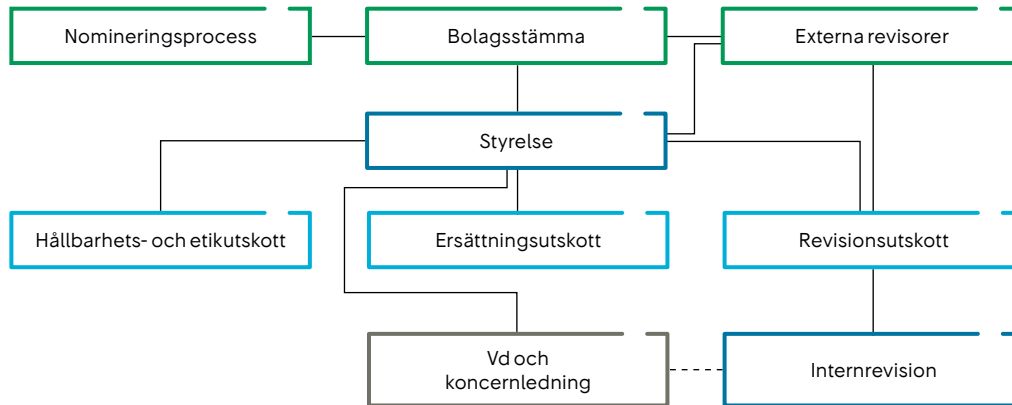 Nomineringsprocess
Bolagsstämma
Externa revisorer
Styrelse
Hållbarhets- och etikutskott
Ersättningsutskott
Revisionsutskott
Vd och
koncernledning
Internrevision